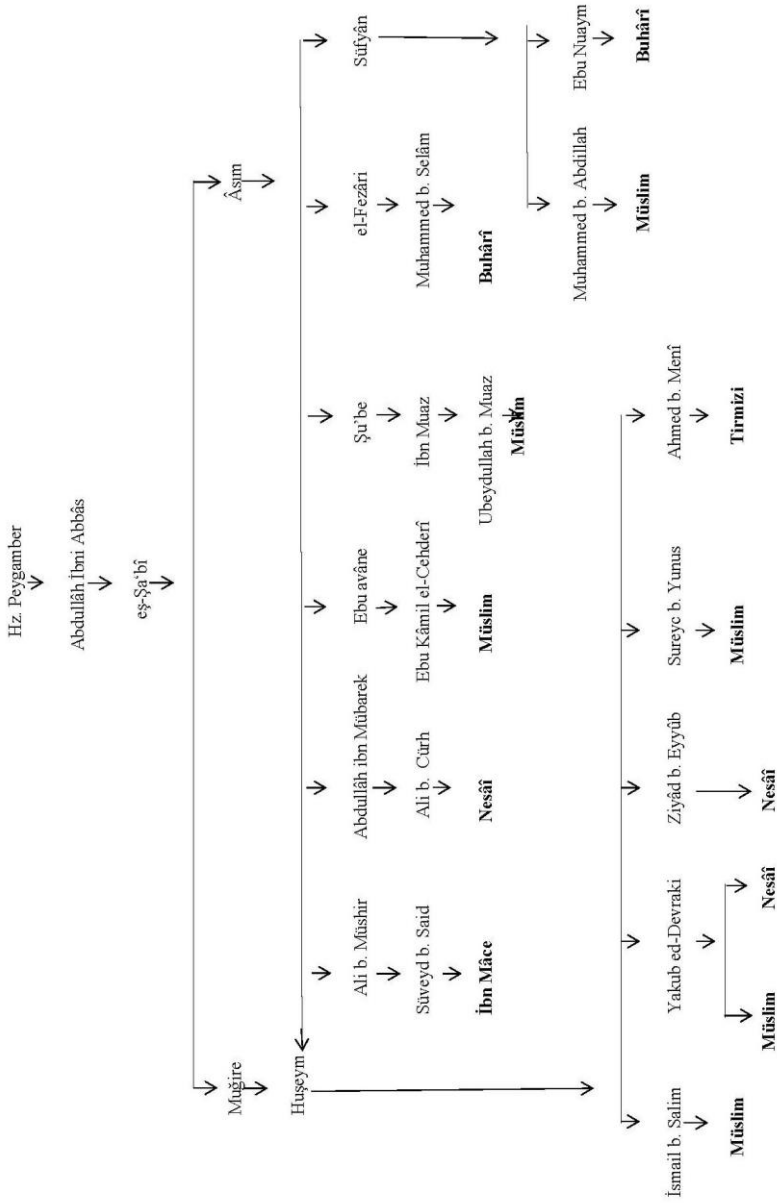 Hz. Peygamber
Abdullâh İbni Abbâs
eş-Şa‘bî
Muğire
Âsım
Huşeym
Ali b. Müshir
Abdullâh ibn Mübarek
Ebu avâne
Şu’be
el-Fezâri
Süfyân
Süveyd b. Said
Ali b. Cürh
Ebu Kâmil el-Cehderî
İbn Muaz
Muhammed b. Selâm
İbn Mâce
Nesâî
Müslim
Ubeydullah b. Muaz
Müslim
Buhârî
Muhammed b. Abdillah
Ebu Nuaym
Müslim
Buhârî
İsmail b. Salim
Yakub ed-Devraki
Ziyâd b. Eyyûb
Sureyc b. Yunus
Ahmed b. Menî
Müslim
Müslim
Nesâî
Nesâî
Müslim
Tirmizi